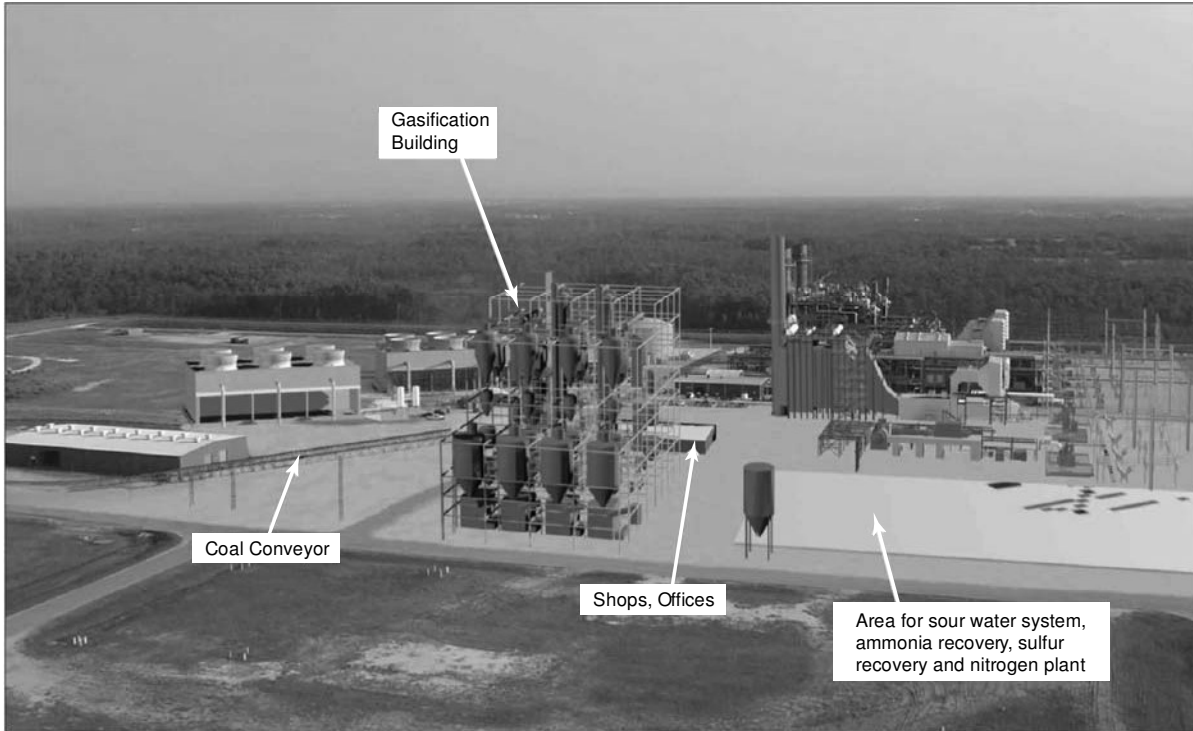 Gasification
Building
Coal Conveyor
Shops, Offices
Area for sour water system,
ammonia recovery, sulfur
recovery and nitrogen plant